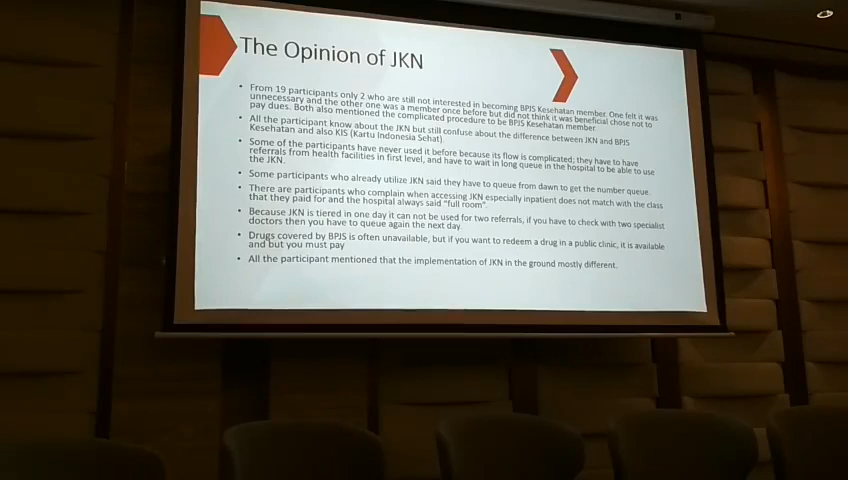 The Opinion of JKN
• From 19 participants only 2 who are still not interested in becoming BPJS Kesehatan member. One felt it was
unnecessary and the other one was a member once before but did not think it was beneficial chose not to
pay dues. Both also mentioned the complicated procedure to be BPJS Kesehatan member.
• All the participant know about the JKN but still confuse about the difference between JKN and BPJS
Kesehatan and also KIS (Kartu Indonesia Sehat)
• Some of the participants have never used it before because its flow is complicated; they have to have
referrals from health facilities in first level, and have to wait in long queue in the hospital to be able to use
the JKN.
• Some participants who already utilize JKN said they have to queue from dawn to get the number queue.
• There are participants who complain when accessing JKN especially inpatient does not match with the class
that they paid for and the hospital always said "full room".
• Because JKN is tiered in one day it can not be used for two referrals, if you have to check with two specialist
doctors then you have to queue again the next day.
• Drugs covered by BPJS is often unavailable, but if you want to redeem a drug in a public clinic, it is available
and but you must pay
• All the participant mentioned that the implementation of JKN in the ground mostly different.